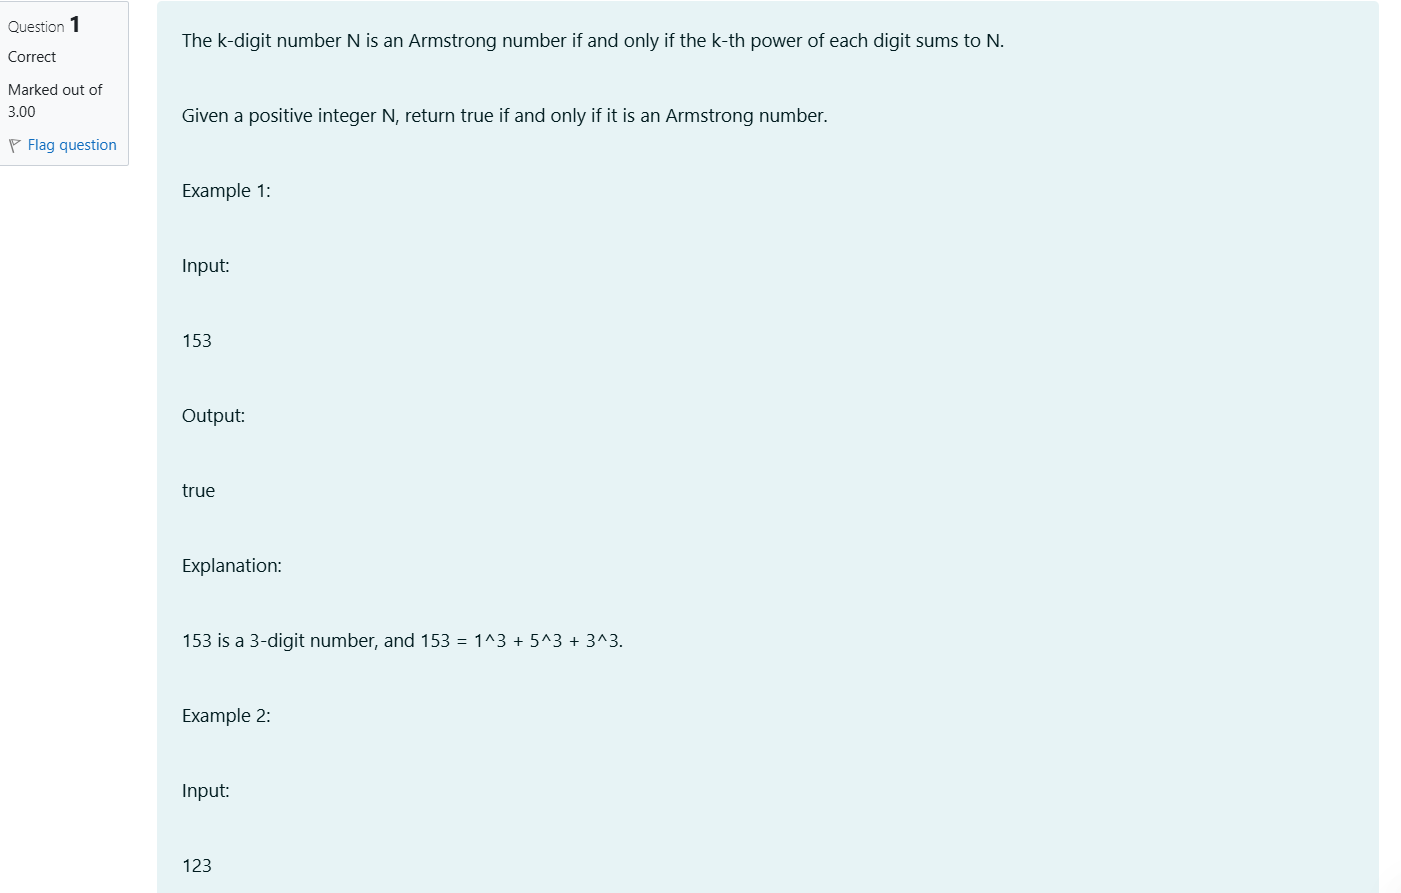 Question 1
Correct
Marked out of
3.00
Flag question
The k-digit number N is an Armstrong number if and only if the k-th power of each digit sums to N.
Given a positive integer N, return true if and only if it is an Armstrong number.
Example 1:
Input:
153
Output:
true
Explanation:
153 is a 3-digit number, and 153 = 1^3 + 5^3 + 3^3.
Example 2:
Input:
123